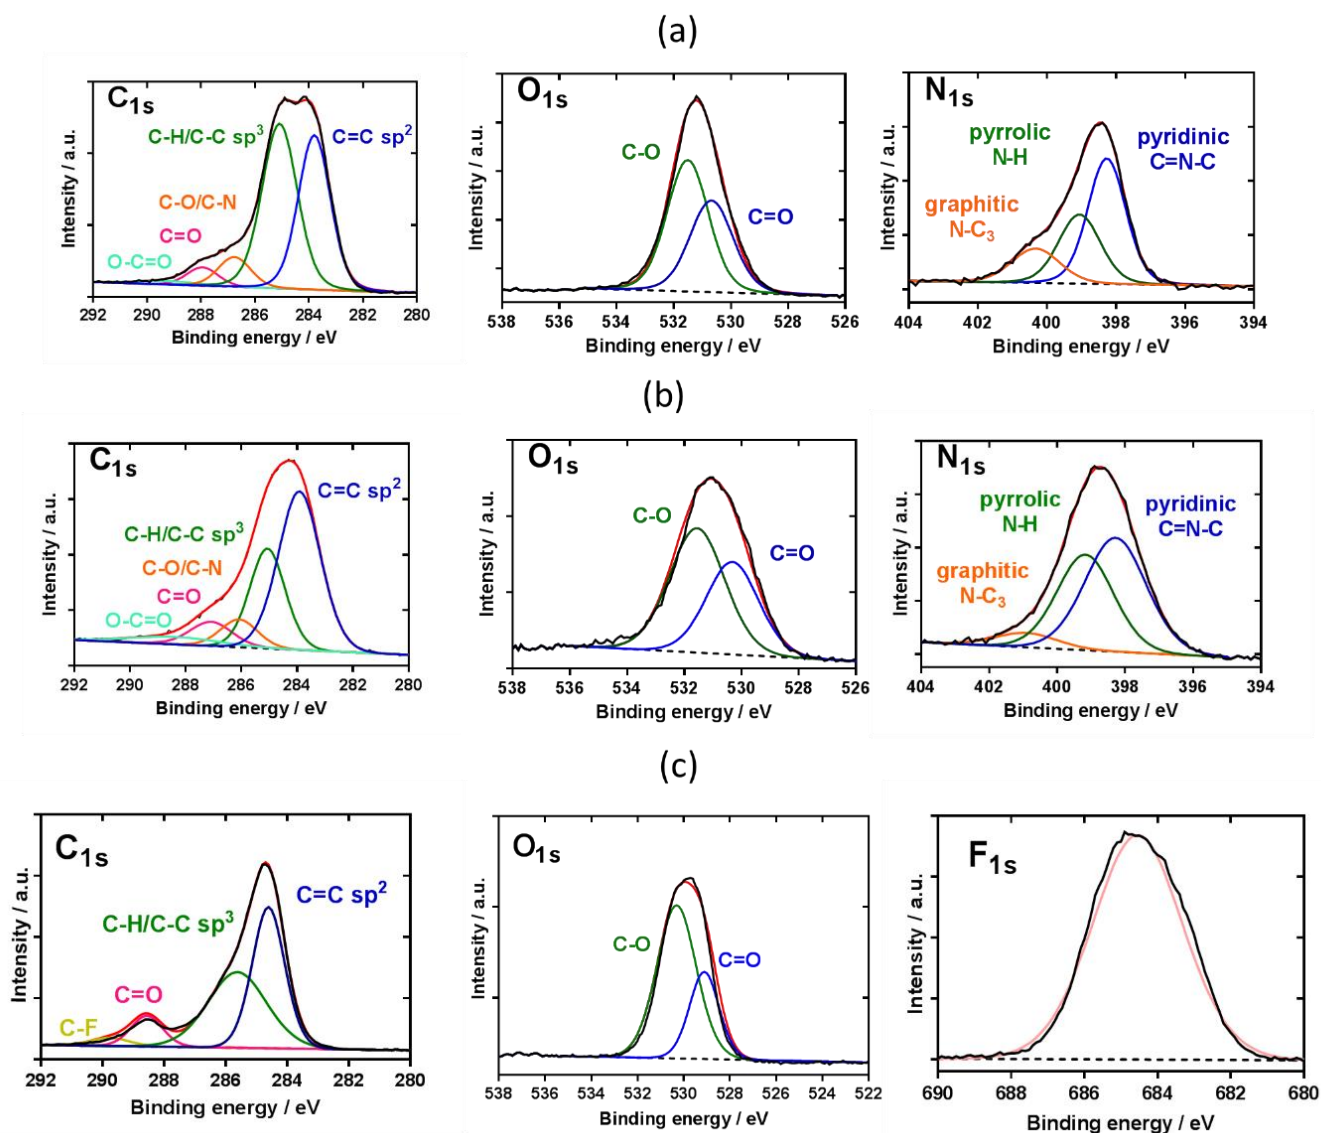 (a)
C1s
C-H/C-C sp3
C=C sp2
C-O/C-N
C=O
O-C=O
Intensity / a.u.
292 290 288 286 284 282 280
Binding energy / eV
O1s
C-O
C=O
Intensity / a.u.
538 536 534 532 530 528 526
Binding energy / eV
N1s
pyrrolic
N-H
pyridinic
C=N-C
graphitic
N-C3
Intensity / a.u.
404 402 400 398 396 394
Binding energy / eV
(b)
C1s
C=C sp2
C-H/C-C sp3
C-O/C-N
C=O
O-C=O
Intensity / a.u.
292 290 288 286 284 282 280
Binding energy / eV
O1s
C-O
C=O
Intensity / a.u.
538 536 534 532 530 528 526
Binding energy / eV
N1s
pyrrolic
N-H
pyridinic
C=N-C
graphitic
N-C3
Intensity / a.u.
404 402 400 398 396 394
Binding energy / eV
(c)
C1s
C=C sp2
C-H/C-C sp3
C=O
C-F
Intensity / a.u.
292 290 288 286 284 282 280
Binding energy / eV
O1s
C-O
C=O
Intensity / a.u.
538 536 534 532 530 528 526 524 522
Binding energy / eV
F1s
Intensity / a.u.
690 688 686 684 682 680
Binding energy / eV